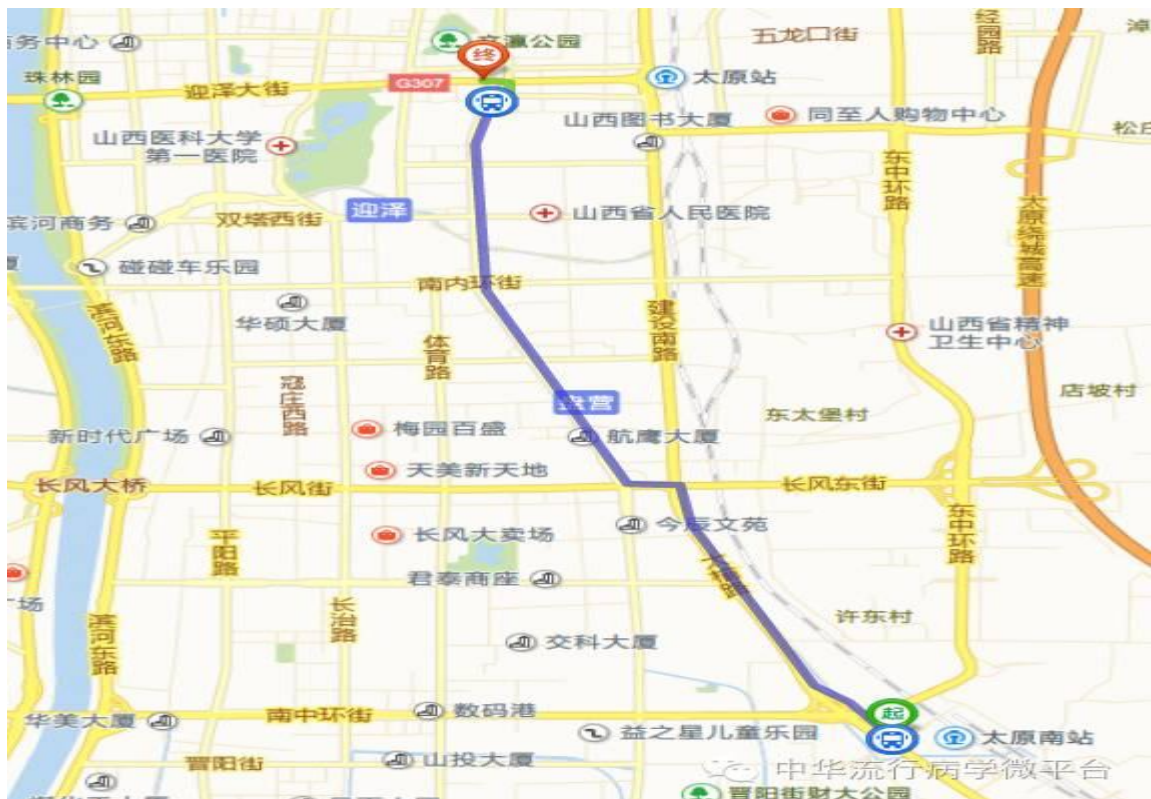 商务中心
文瀛公园
五龙口街
经园路
终
珠林园
迎泽大街
G307
太原站
同至人购物中心
山西图书大厦
山西医科大学
第一医院
东中环路
太原绕城高速
滨河商务
双塔西街
迎泽
山西省人民医院
碰碰车乐园
南内环街
滨河东路
华硕大厦
体育路
建设南路
山西省精神
卫生中心
冠庄西路
店坡村
新时代广场
梅园百盛
航鹰大厦
东太堡村
长风大桥
长风街
天美新天地
长风东街
长风大卖场
今辰文苑
东中环路
平阳路
君泰商座
广场
长治路
许东村
滨河东路
交科大厦
华美大厦
南中环街
数码港
起
益之星儿童乐园
太原南站
晋阳街
山投大厦
中华流行病学微平台
晋阳街财大公园